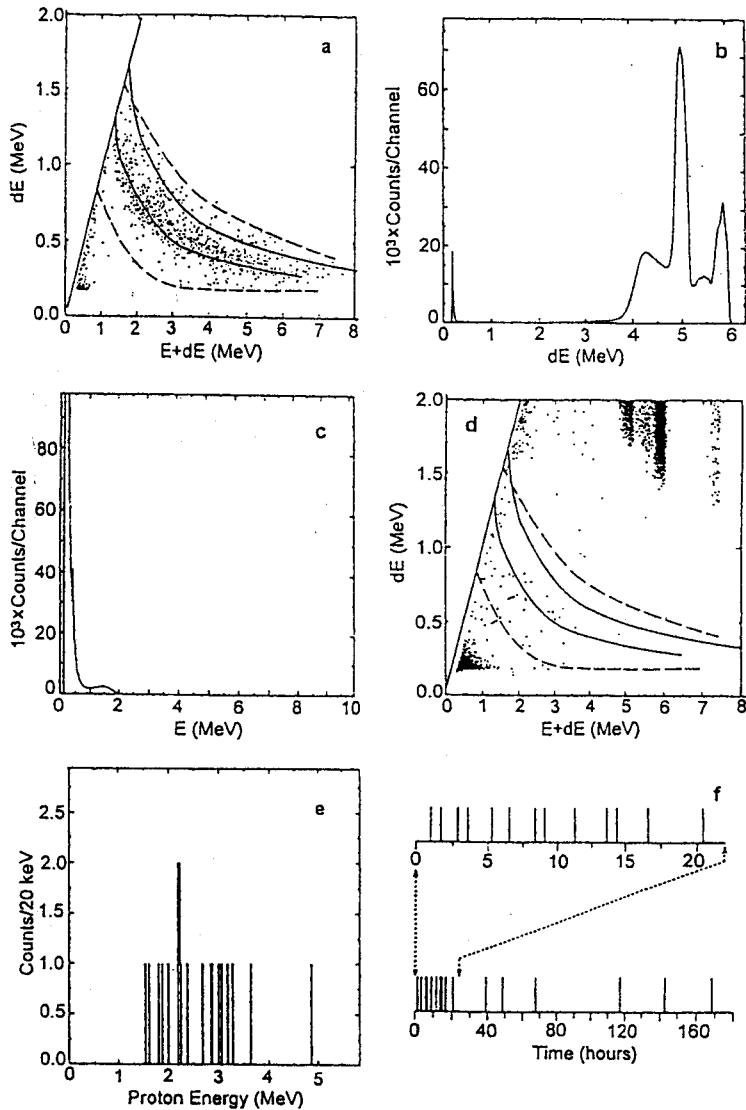 a
2.0
1.5
1.0
0.5
0.0
dE (MeV)
0 1 2 3 4 5 6 7 8
E+dE (MeV)
b
60
40
20
0
10³×Counts/Channel
0 1 2 3 4 5 6
dE (MeV)
c
80
60
40
20
0
10³×Counts/Channel
0 2 4 6 8 10
E (MeV)
d
2.0
1.5
1.0
0.5
0.0
dE (MeV)
0 1 2 3 4 5 6 7 8
E+dE (MeV)
e
2.5
2.0
1.5
1.0
0.5
0.0
Counts/20 keV
0 1 2 3 4 5
Proton Energy (MeV)
f
0 5 10 15 20
0 40 80 120 160
Time (hours)